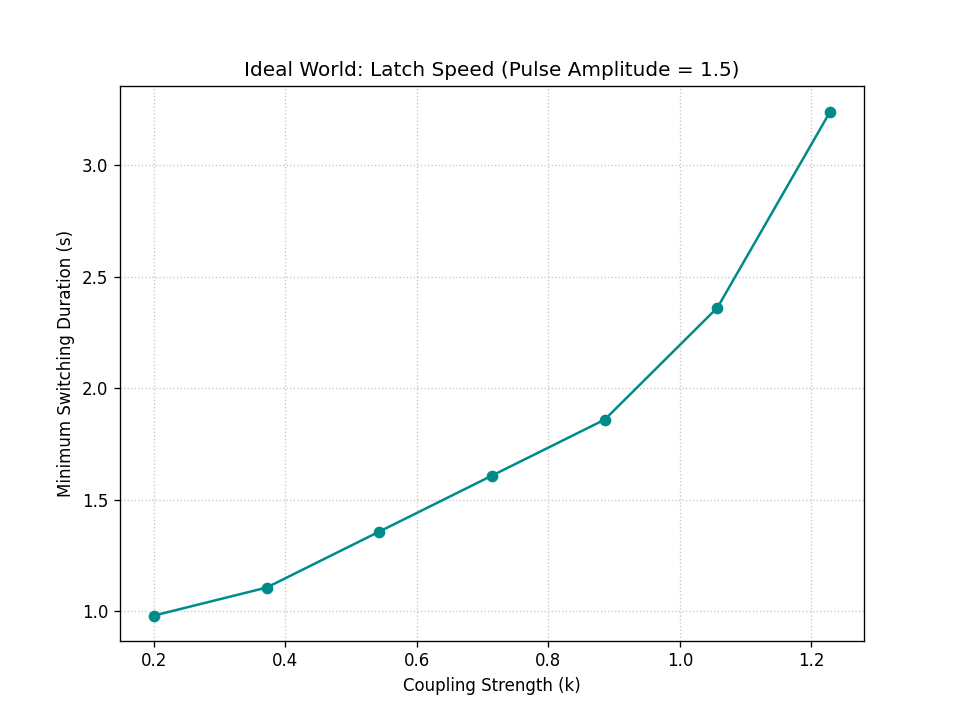 Ideal World: Latch Speed (Pulse Amplitude = 1.5)
Minimum Switching Duration (s)
3.0
2.5
2.0
1.5
1.0
0.2 0.4 0.6 0.8 1.0 1.2
Coupling Strength (k)